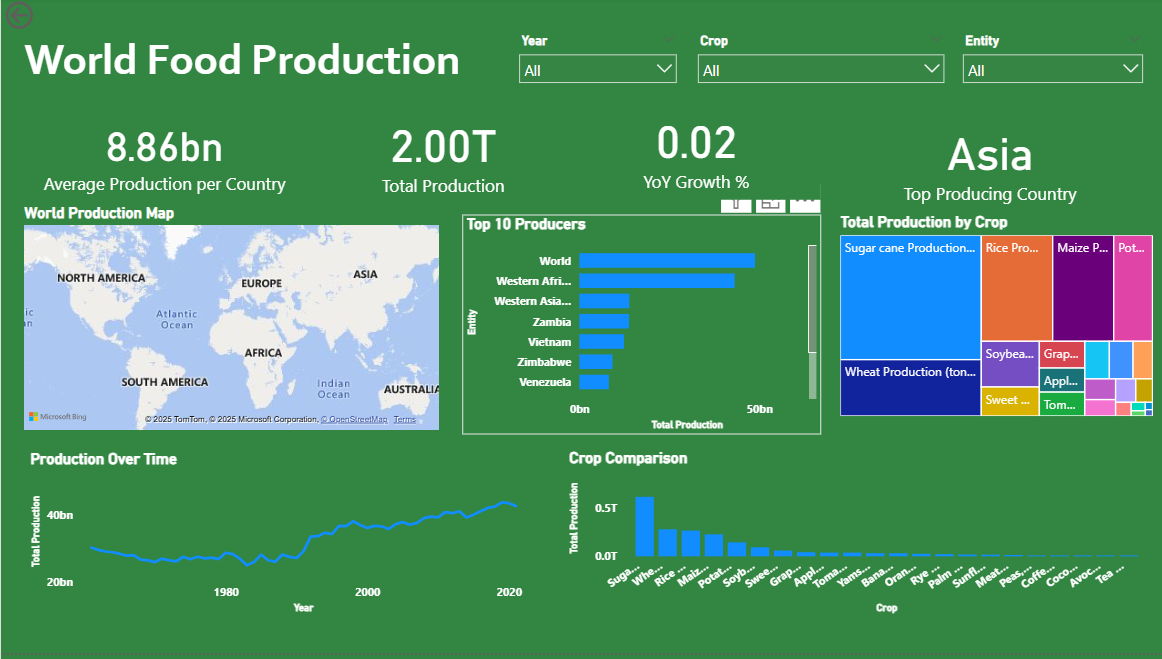 World Food Production
Year
All
Crop
All
Entity
All
8.86bn
Average Production per Country
2.00T
Total Production
0.02
YoY Growth %
Asia
Top Producing Country
World Production Map
NORTH AMERICA
EUROPE
ASIA
Atlantic
Ocean
AFRICA
SOUTH AMERICA
Indian
Ocean
AUSTRALIA
Microsoft Bing
© 2025 TomTom, © 2025 Microsoft Corporation, © OpenStreetMap Terms
Top 10 Producers
Entity
World
Western Afri...
Western Asia...
Zambia
Vietnam
Zimbabwe
Venezuela
0bn
50bn
Total Production
Total Production by Crop
Sugar cane Production...
Rice Pro...
Maize P...
Pot...
Wheat Production (ton...
Soybea...
Sweet ...
Grap...
Appl...
Tom...
Production Over Time
Total Production
40bn
20bn
1980
2000
2020
Year
Crop Comparison
Total Production
0.5T
0.0T
Suga...
Whe...
Rice ...
Maiz...
Potat...
Soyb...
Swee...
Grap...
Appl...
Toma...
Yams...
Bana...
Oran...
Rye ...
Palm ...
Sunfl...
Meat...
Peas,...
Coffe...
Coco...
Avoc...
Tea ...
Crop